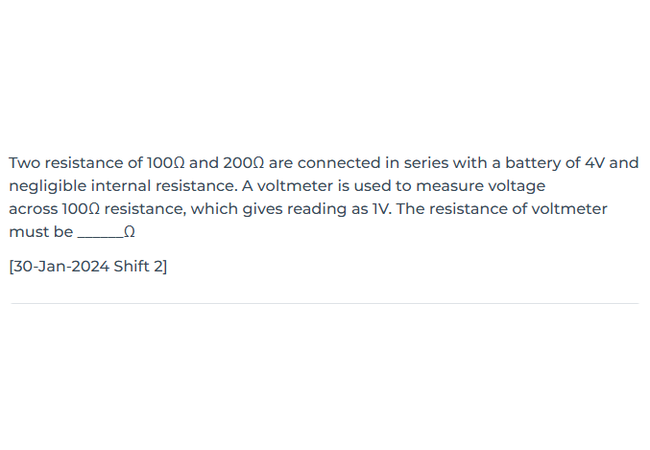 Two resistance of 100Ω and 200Ω are connected in series with a battery of 4V and
negligible internal resistance. A voltmeter is used to measure voltage
across 100Ω resistance, which gives reading as 1V. The resistance of voltmeter
must be ______Ω
[30-Jan-2024 Shift 2]